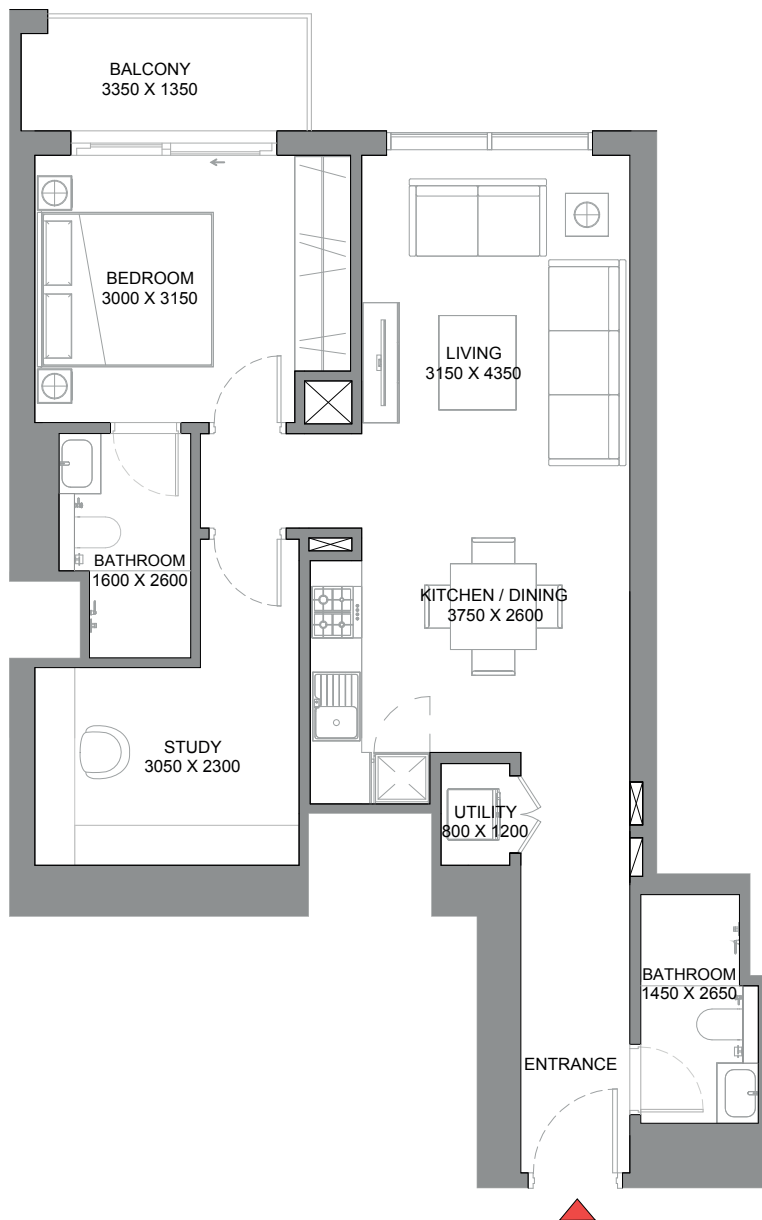 BALCONY
3350 X 1350
BEDROOM
3000 X 3150
LIVING
3150 X 4350
BATHROOM
1600 X 2600
KITCHEN / DINING
3750 X 2600
STUDY
3050 X 2300
UTILITY
800 X 1200
BATHROOM
1450 X 2650
ENTRANCE